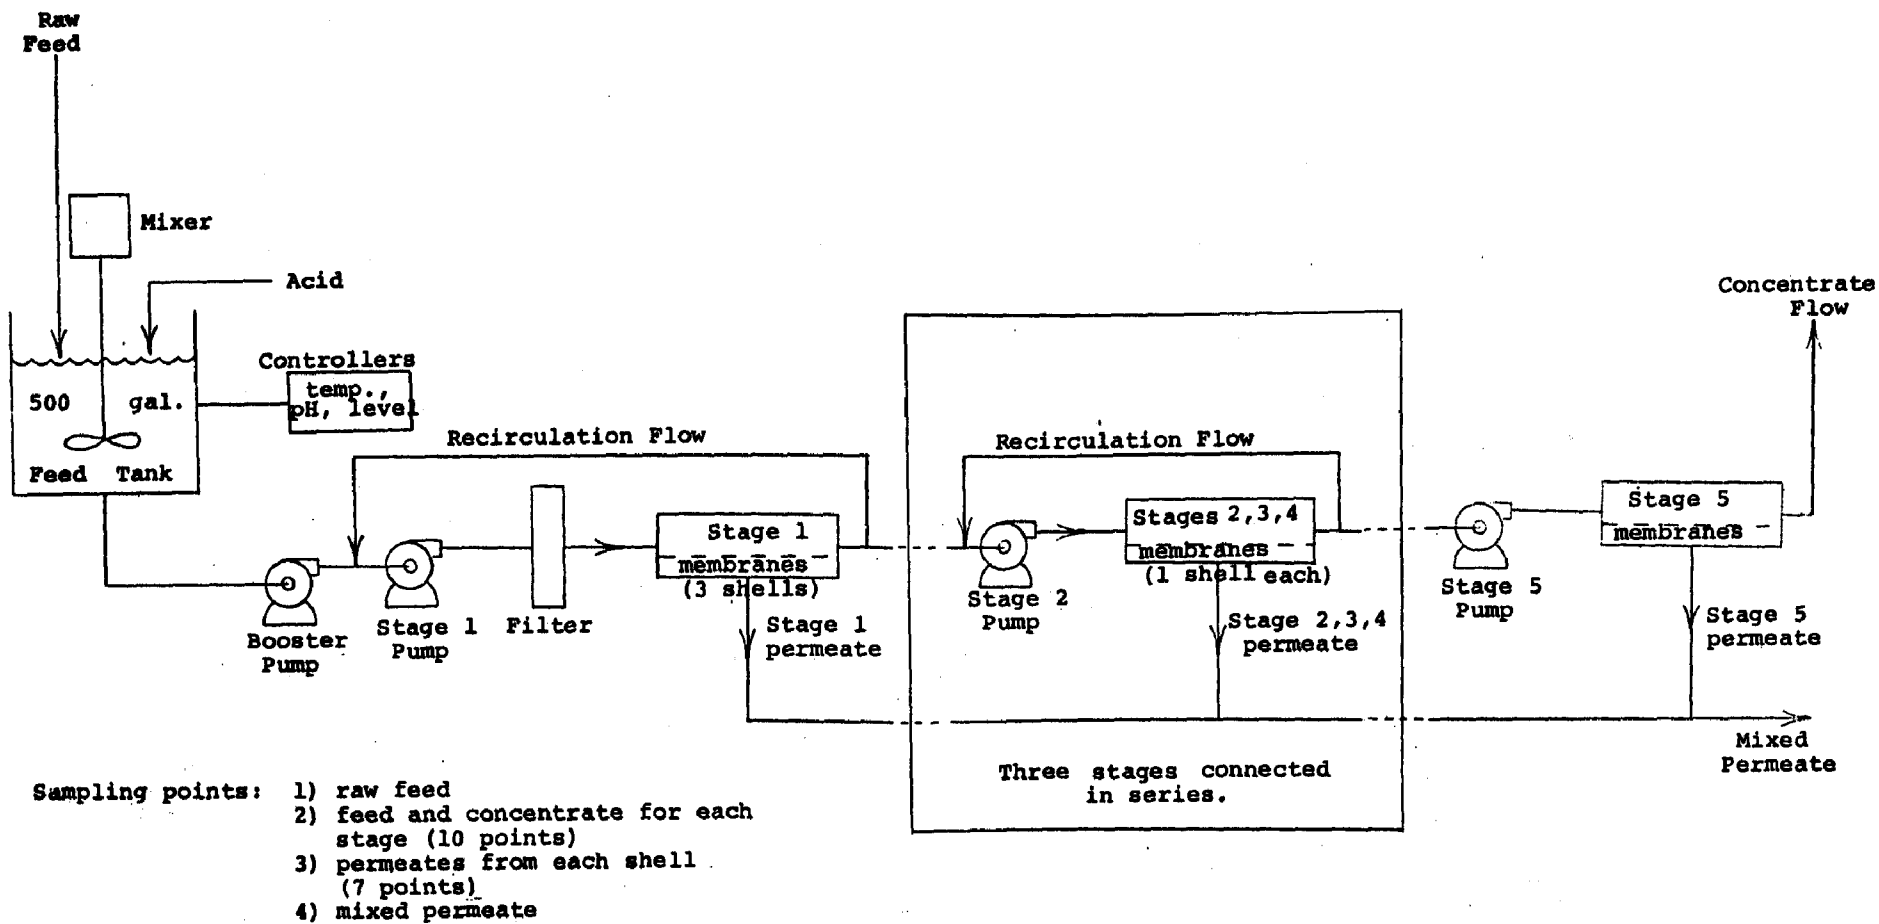 Raw
Feed
Mixer
Acid
Controllers
temp.,
pH, level
500 gal.
Feed Tank
Recirculation Flow
Booster
Pump
Stage 1
Pump
Filter
Stage 1
membranes
(3 shells)
Stage 1
permeate
Recirculation Flow
Stage 2
Pump
Stages 2,3,4
membranes
(1 shell each)
Stage 2,3,4
permeate
Three stages connected
in series.
Stage 5
Pump
Stage 5
membranes
Stage 5
permeate
Concentrate
Flow
Mixed
Permeate
Sampling points: 1) raw feed
2) feed and concentrate for each
stage (10 points)
3) permeates from each shell
(7 points)
4) mixed permeate